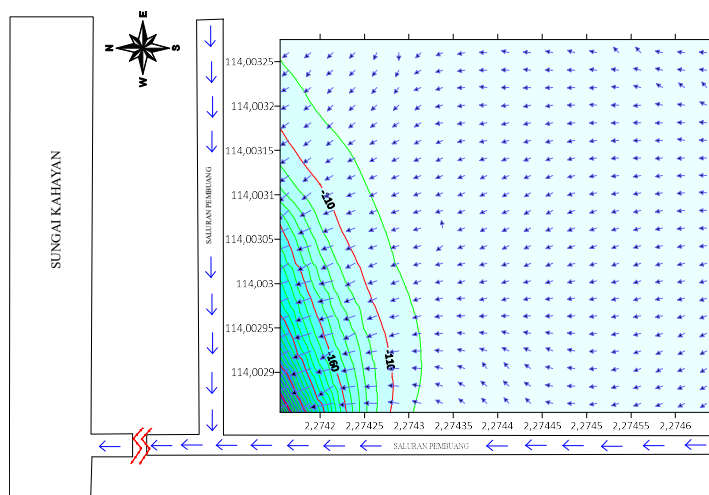 E
N
S
W
SUNGAI KAHAYAN
SALURAN PEMBUANG
114,00325
114,0032
114,00315
114,0031
114,00305
114,003
114,00295
114,0029
-110
-160
-110
2,2742
2,27425
2,2743
2,27435
2,2744
2,27445
2,2745
2,27455
2,2746
SALURAN PEMBUANG